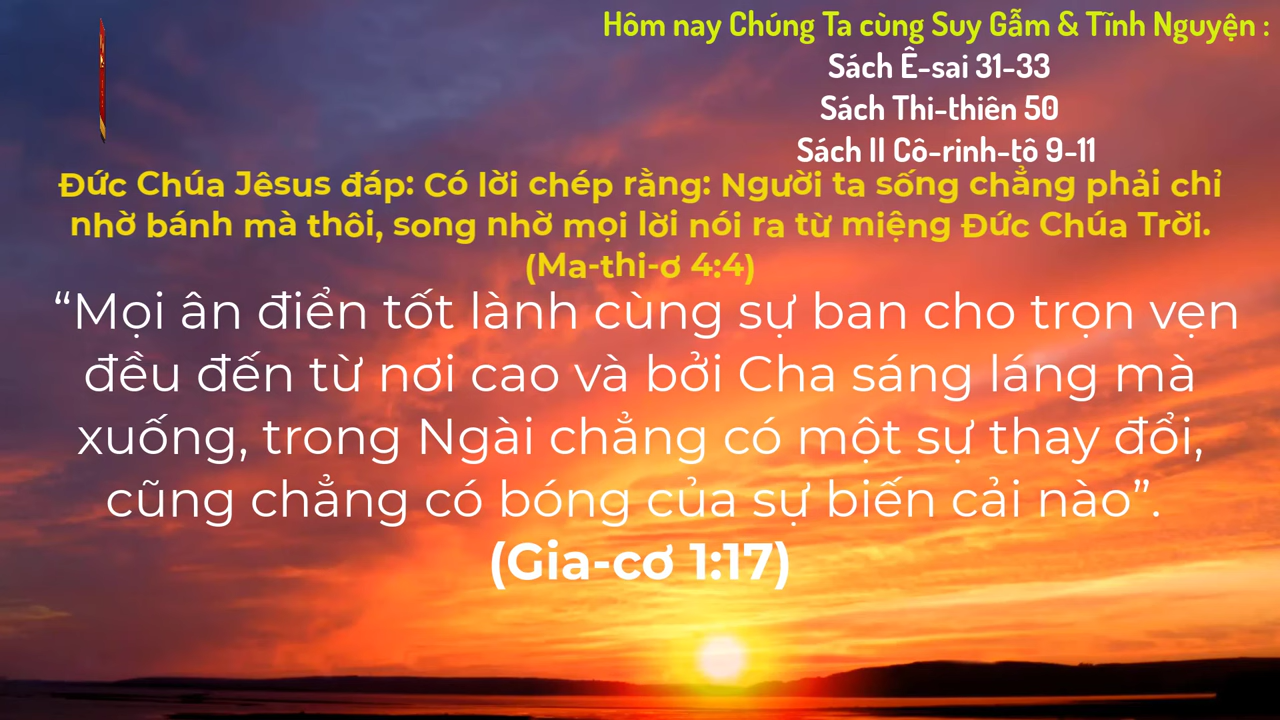 Hôm nay Chúng Ta cùng Suy Gẫm & Tĩnh Nguyện :
Sách Ê-sai 31-33
Sách Thi-thiên 50
Sách II Cô-rinh-tô 9-11
Đức Chúa Jêsus đáp: Có lời chép rằng: Người ta sống chẳng phải chỉ
nhờ bánh mà thôi, song nhờ mọi lời nói ra từ miệng Đức Chúa Trời.
(Ma-thi-ơ 4:4)
“Mọi ân điển tốt lành cùng sự ban cho trọn vẹn
đều đến từ nơi cao và bởi Cha sáng láng mà
xuống, trong Ngài chẳng có một sự thay đổi,
cũng chẳng có bóng của sự biến cải nào”.
(Gia-cơ 1:17)